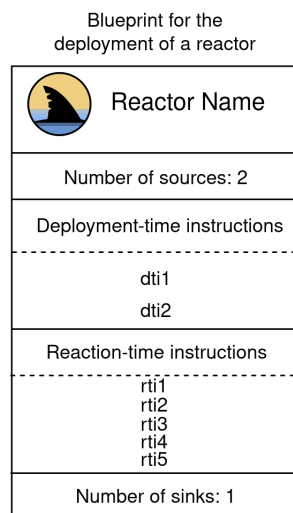 Blueprint for the
deployment of a reactor
Reactor Name
Number of sources: 2
Deployment-time instructions
dti1
dti2
Reaction-time instructions
rti1
rti2
rti3
rti4
rti5
Number of sinks: 1